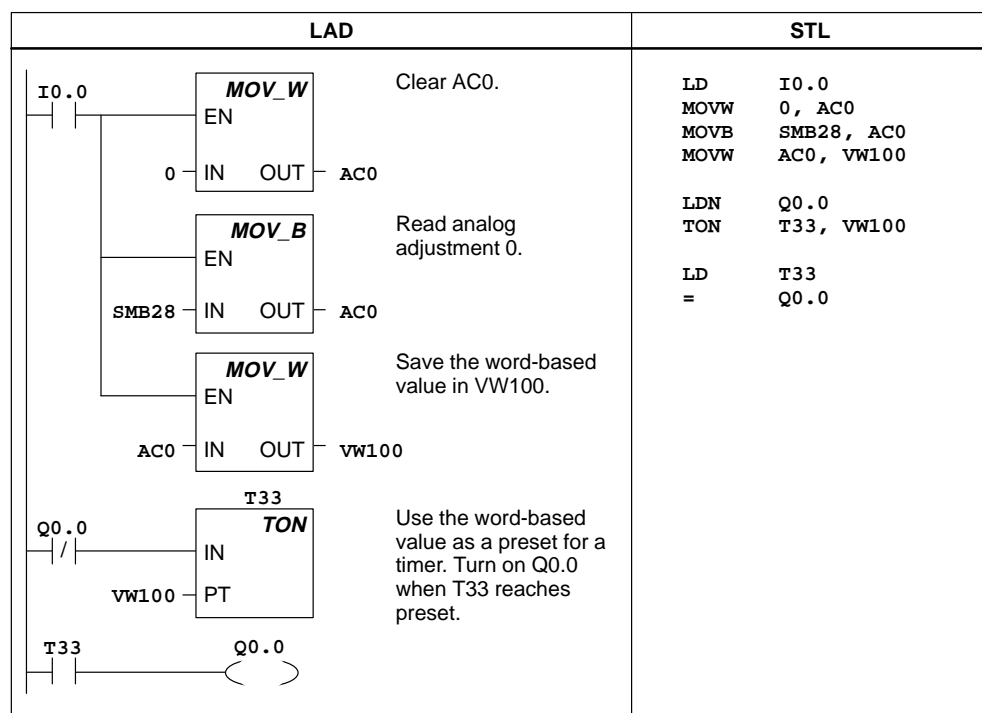 LAD
STL
I0.0
MOV_W
EN
0
IN
OUT
AC0
Clear AC0.
MOV_B
EN
SMB28
IN
OUT
AC0
Read analog
adjustment 0.
MOV_W
EN
AC0
IN
OUT
VW100
Save the word-based
value in VW100.
T33
Q0.0
/
TON
IN
VW100
PT
Use the word-based
value as a preset for a
timer. Turn on Q0.0
when T33 reaches
preset.
T33
Q0.0
LD I0.0
MOVW 0, AC0
MOVB SMB28, AC0
MOVW AC0, VW100
LDN Q0.0
TON T33, VW100
LD T33
= Q0.0